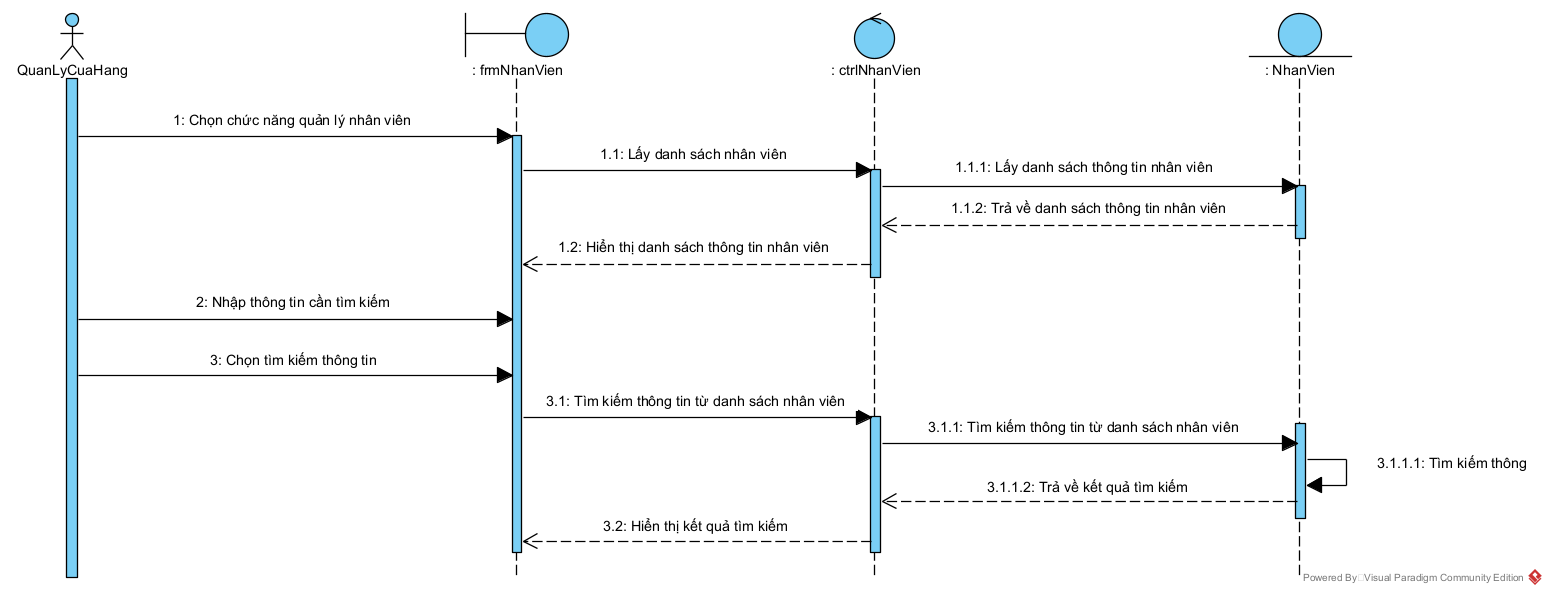 QuanLyCuaHang
: frmNhanVien
: ctrlNhanVien
: NhanVien
1: Chọn chức năng quản lý nhân viên
1.1: Lấy danh sách nhân viên
1.1.1: Lấy danh sách thông tin nhân viên
1.1.2: Trả về danh sách thông tin nhân viên
1.2: Hiển thị danh sách thông tin nhân viên
2: Nhập thông tin cần tìm kiếm
3: Chọn tìm kiếm thông tin
3.1: Tìm kiếm thông tin từ danh sách nhân viên
3.1.1: Tìm kiếm thông tin từ danh sách nhân viên
3.1.1.1: Tìm kiếm thông
3.1.1.2: Trả về kết quả tìm kiếm
3.2: Hiển thị kết quả tìm kiếm
Powered By Visual Paradigm Community Edition